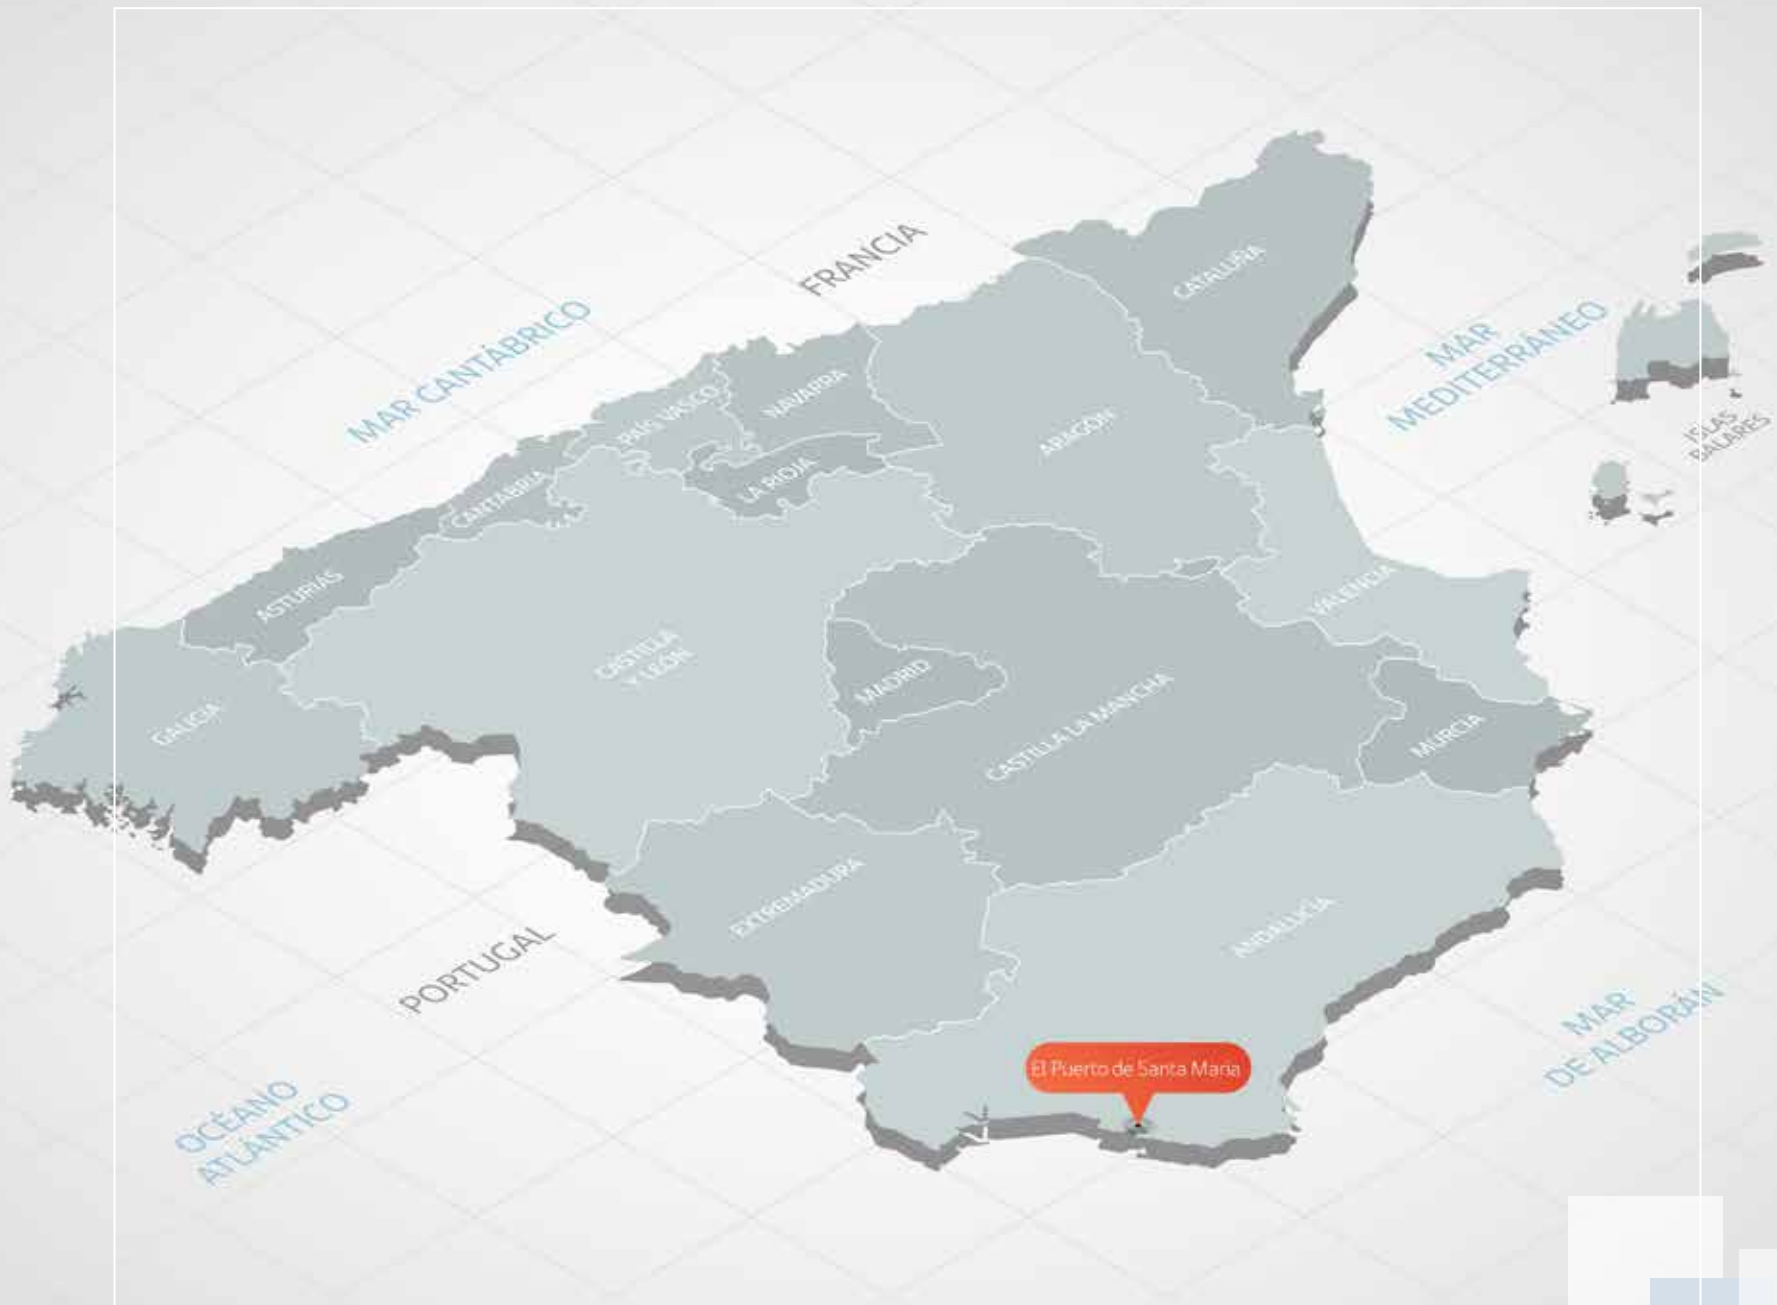 FRANCIA
CATALUÑA
MAR CANTÁBRICO
MAR
MEDITERRÁNEO
ISLAS
BALARES
NAVARRA
PAÍS VASCO
ARAGÓN
LA RIOJA
CANTABRIA
ASTURIAS
VALENCIA
CASTILLA
Y LEÓN
MADRID
GALICIA
CASTILLA LA MANCHA
MURCIA
EXTREMADURA
ANDALUCÍA
PORTUGAL
MAR
DE ALBORÁN
El Puerto de Santa María
OCÉANO
ATLÁNTICO